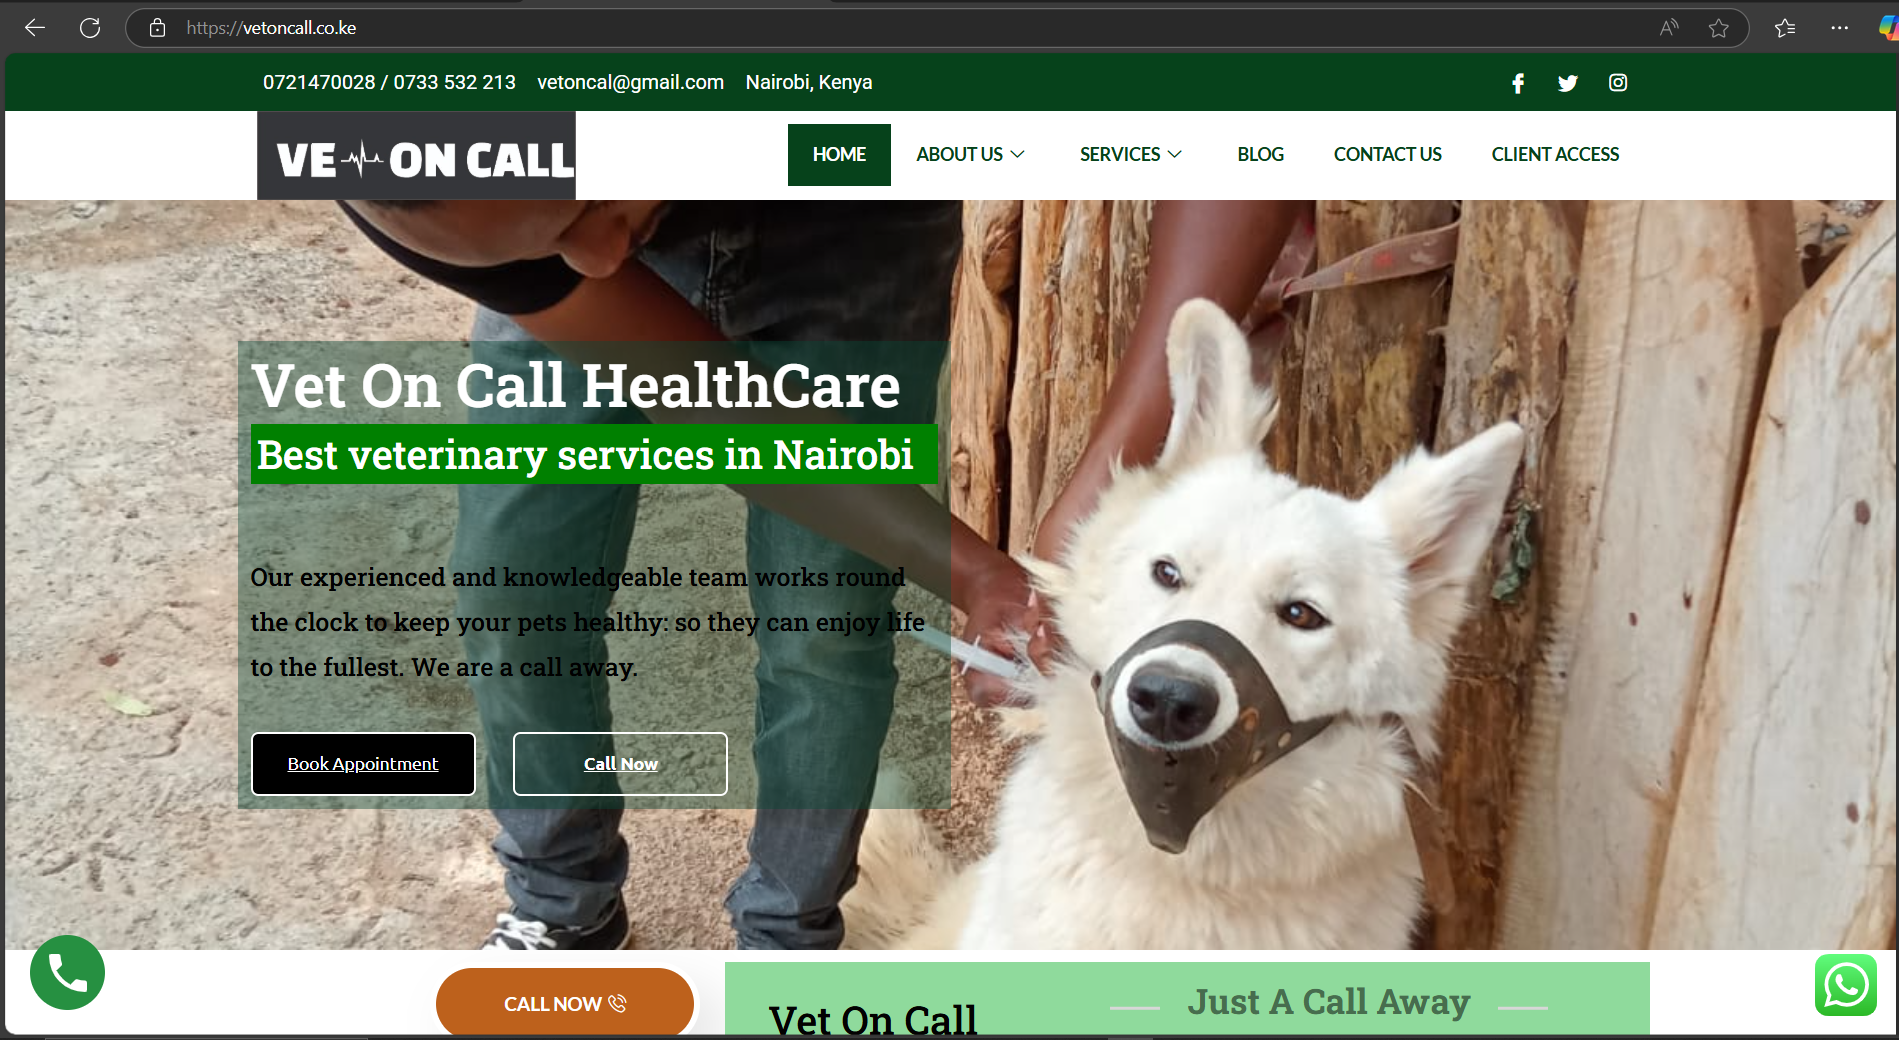 https://vetoncall.co.ke
0721470028 / 0733 532 213 vetoncal@gmail.com Nairobi, Kenya
VE ON CALL
HOME ABOUT US SERVICES BLOG CONTACT US CLIENT ACCESS
Vet On Call HealthCare
Best veterinary services in Nairobi
Our experienced and knowledgeable team works round
the clock to keep your pets healthy: so they can enjoy life
to the fullest. We are a call away.
Book Appointment Call Now
CALL NOW
Vet On Call
Just A Call Away